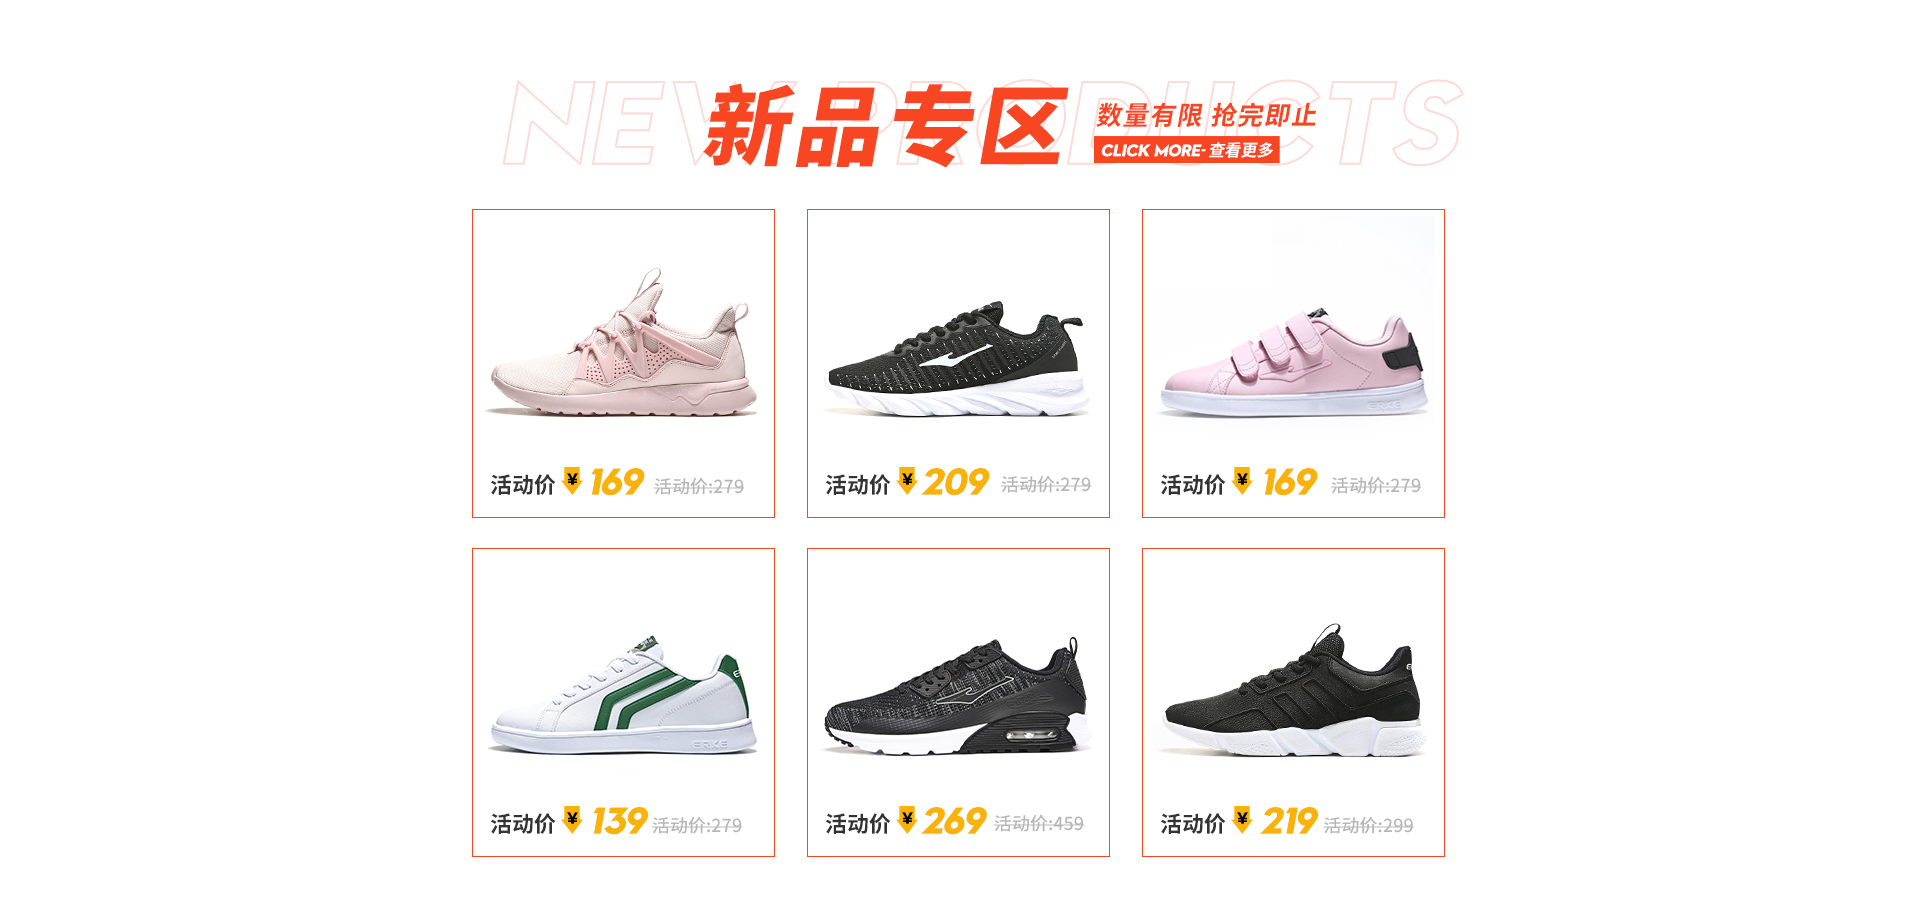 NEW PRODUCTS
新品专区
数量有限 抢完即止
CLICK MORE-查看更多
活动价 ¥ 169 活动价:279
活动价 ¥ 209 活动价:279
ERKE
活动价 ¥ 169 活动价:279
ERKE
活动价 ¥ 139 活动价:279
活动价 ¥ 269 活动价:459
活动价 ¥ 219 活动价:299